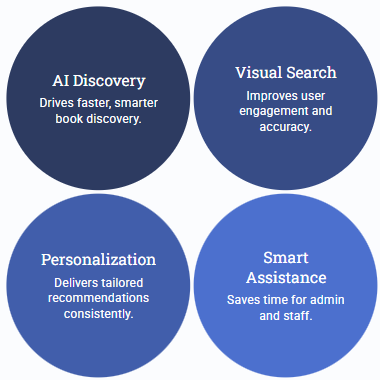 AI Discovery
Drives faster, smarter
book discovery.
Visual Search
Improves user
engagement and
accuracy.
Personalization
Delivers tailored
recommendations
consistently.
Smart
Assistance
Saves time for admin
and staff.